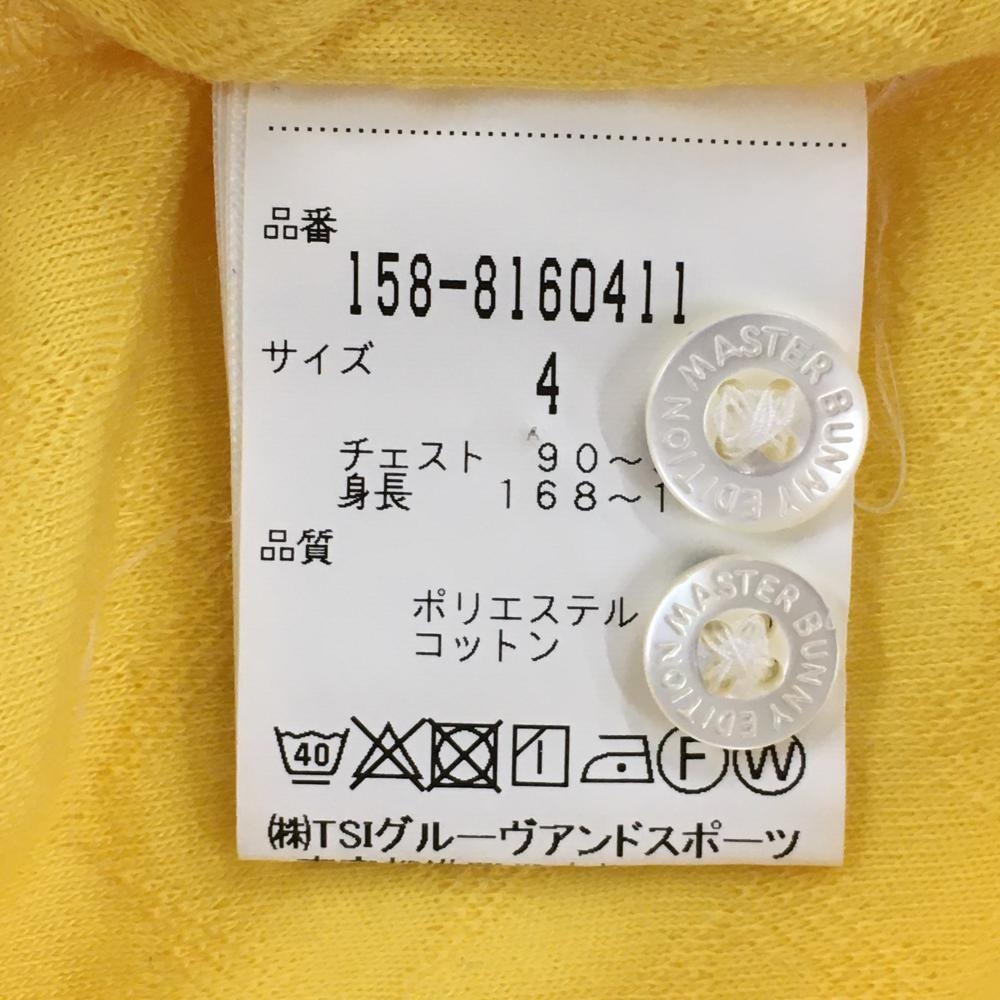 品番
158-8160411
サイズ
4
チェスト 90～
身長 168～1
品質
ポリエステル
コットン
40
F W
㈱TSIグルーヴアンドスポーツ
MASTER BUNNY EDITION
MASTER BUNNY EDITION